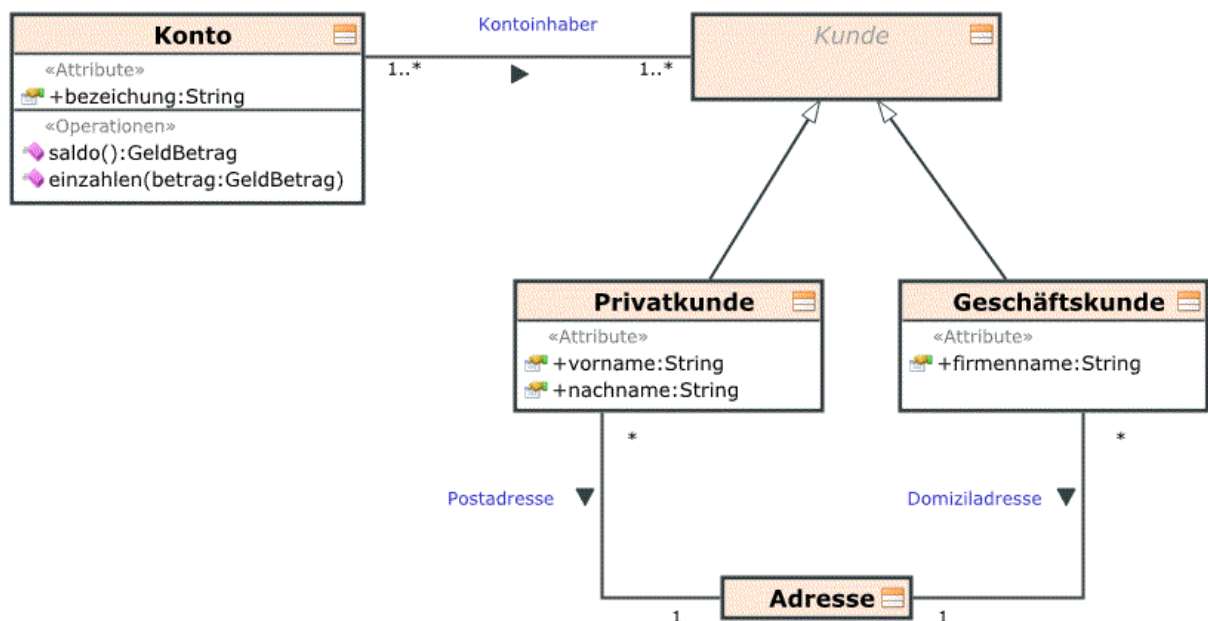 Konto
«Attribute»
+bezeichung:String
«Operationen»
saldo():GeldBetrag
einzahlen(betrag:GeldBetrag)
Kontoinhaber
1..*
1..*
Kunde
Privatkunde
«Attribute»
+vorname:String
+nachname:String
Geschäftskunde
«Attribute»
+firmenname:String
*
*
Postadresse
Domiziladresse
Adresse
1
1